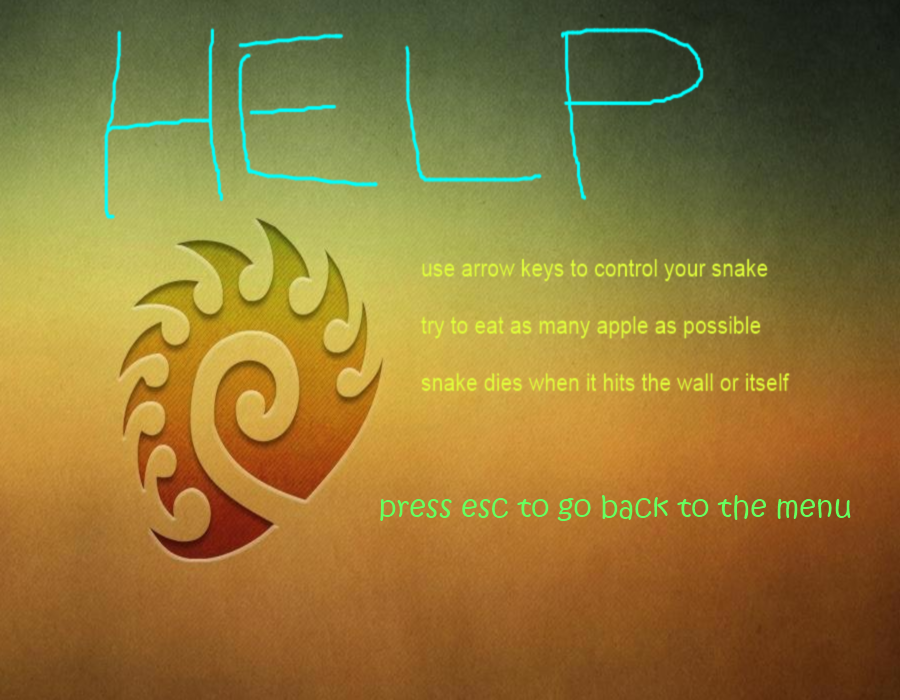 HELP
use arrow keys to control your snake
try to eat as many apple as possible
snake dies when it hits the wall or itself
press esc to go back to the menu